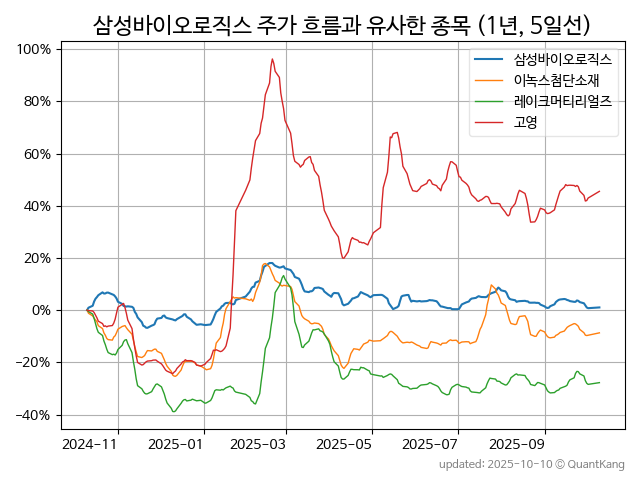 삼성바이오로직스 주가 흐름과 유사한 종목 (1년, 5일선)
100%
80%
60%
40%
20%
0%
−20%
−40%
삼성바이오로직스
이녹스첨단소재
레이크머티리얼즈
고영
2024-11 2025-01 2025-03 2025-05 2025-07 2025-09
updated: 2025-10-10 © QuantKang